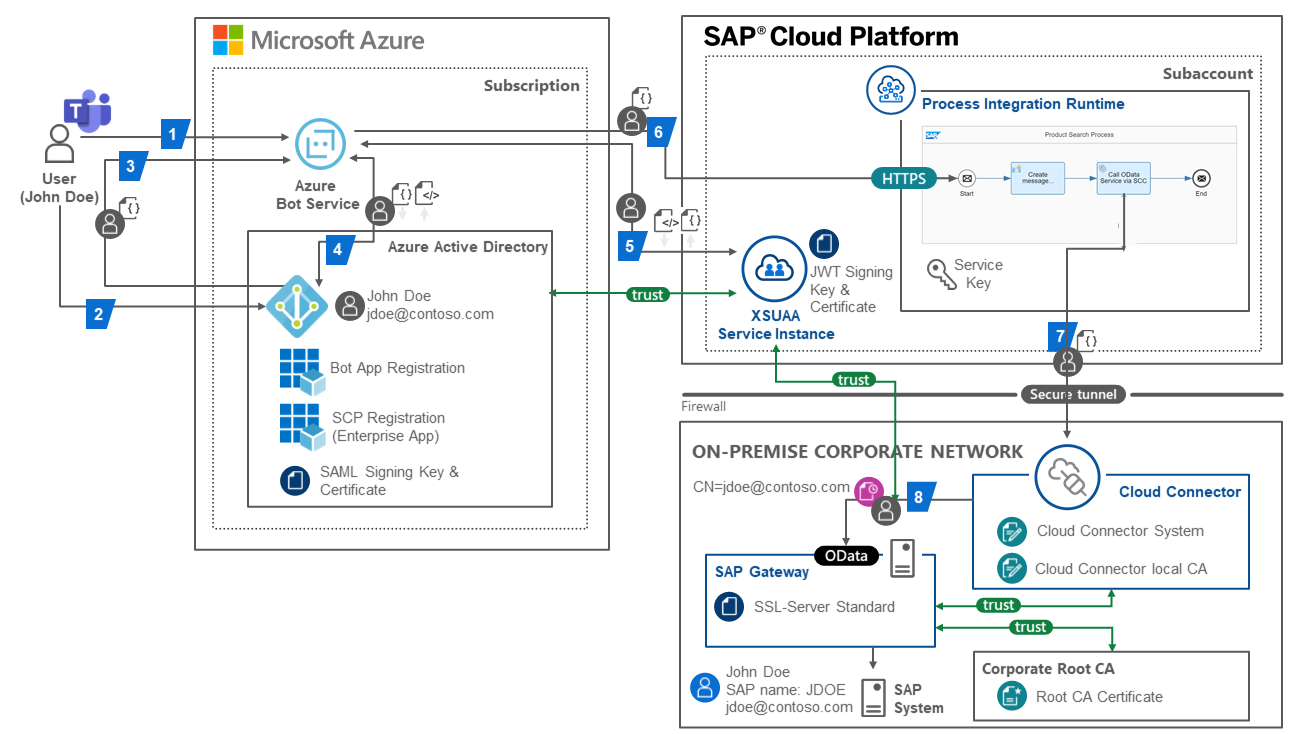 Microsoft Azure
Subscription
T
User
(John Doe)
1
2
3
{}
Azure
Bot Service
{}
</>
4
Azure Active Directory
John Doe
jdoe@contoso.com
Bot App Registration
SCP Registration
(Enterprise App)
SAML Signing Key &
Certificate
{}
6
5
</>
{}
trust
SAP® Cloud Platform
Subaccount
Process Integration Runtime
SAP
Product Search Process
HTTPS
Start
Create
message...
Call OData
Service via SCC
End
Service
Key
JWT Signing
Key &
Certificate
XSUAA
Service Instance
7
{}
trust
Secure tunnel
Firewall
ON-PREMISE CORPORATE NETWORK
CN=jdoe@contoso.com
8
Cloud Connector
Cloud Connector System
Cloud Connector local CA
OData
SAP Gateway
SSL-Server Standard
trust
trust
Corporate Root CA
Root CA Certificate
John Doe
SAP name: JDOE
jdoe@contoso.com
SAP
System